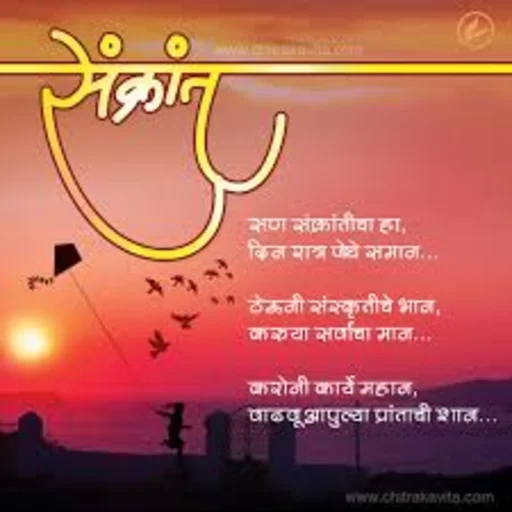 www.chitrakavita.com
संक्रांत
सण संक्रांतीचा हा,
दिन रात्र जेथे समान...
ठेऊनी संस्कृतीचे भान,
करुया सर्वाचा मान...
करोनी कार्ये महान,
वाढवू आपुल्या प्रांताची शान...
www.chitrakavita.com